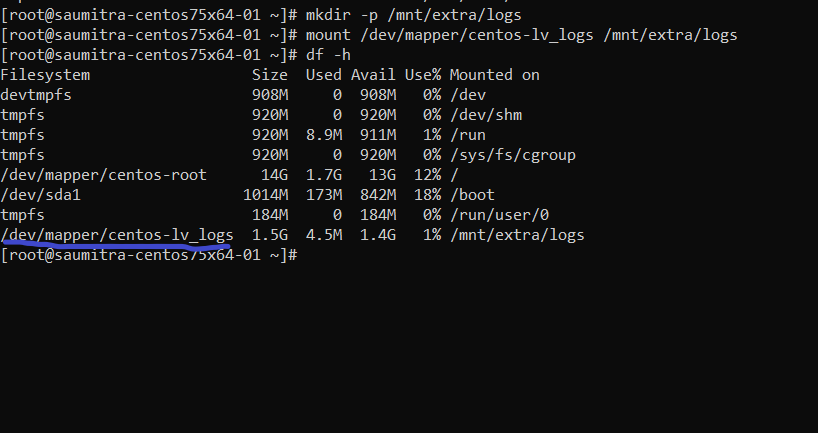 [root@saumitra-centos75x64-01 ~]# mkdir -p /mnt/extra/logs
[root@saumitra-centos75x64-01 ~]# mount /dev/mapper/centos-lv_logs /mnt/extra/logs
[root@saumitra-centos75x64-01 ~]# df -h
Filesystem                  Size  Used Avail Use% Mounted on
devtmpfs                    908M     0  908M   0% /dev
tmpfs                       920M     0  920M   0% /dev/shm
tmpfs                       920M  8.9M  911M   1% /run
tmpfs                       920M     0  920M   0% /sys/fs/cgroup
/dev/mapper/centos-root      14G  1.7G   13G  12% /
/dev/sda1                  1014M  173M  842M  18% /boot
tmpfs                       184M     0  184M   0% /run/user/0
/dev/mapper/centos-lv_logs  1.5G  4.5M  1.4G   1% /mnt/extra/logs
[root@saumitra-centos75x64-01 ~]#